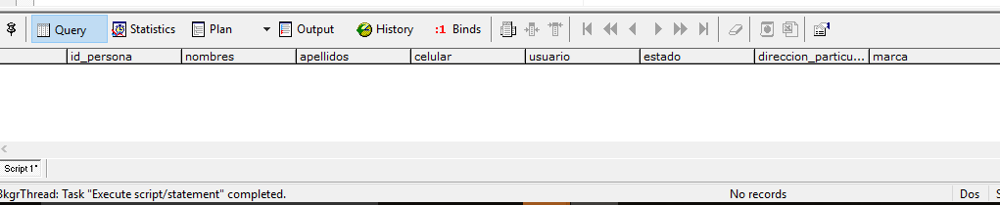 Query Statistics Plan Output History :1 Binds
id_persona nombres apellidos celular usuario estado direccion_particu... marca
Script 1*
BkgrThread: Task "Execute script/statement" completed. No records Dos